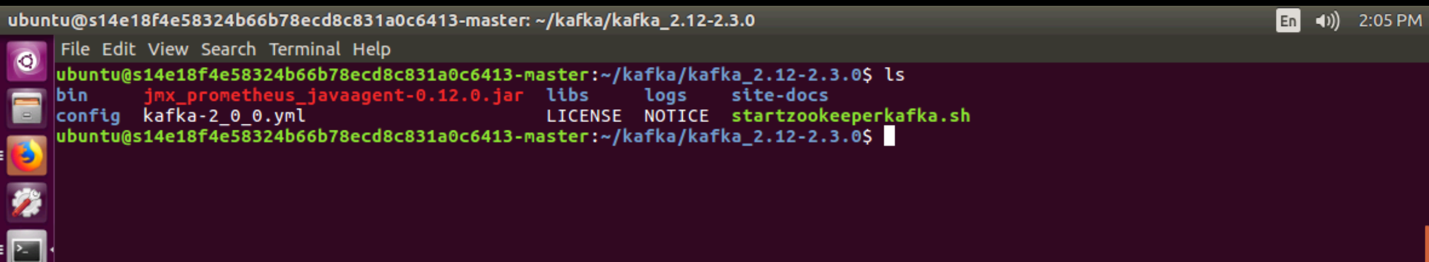 ubuntu@s14e18f4e58324b66b78ecd8c831a0c6413-master: ~/kafka/kafka_2.12-2.3.0 En 2:05 PM
File Edit View Search Terminal Help
ubuntu@s14e18f4e58324b66b78ecd8c831a0c6413-master:~/kafka/kafka_2.12-2.3.0$ ls
bin jmx_prometheus_javaagent-0.12.0.jar libs logs site-docs
config kafka-2_0_0.yml LICENSE NOTICE startzookeeperkafka.sh
ubuntu@s14e18f4e58324b66b78ecd8c831a0c6413-master:~/kafka/kafka_2.12-2.3.0$